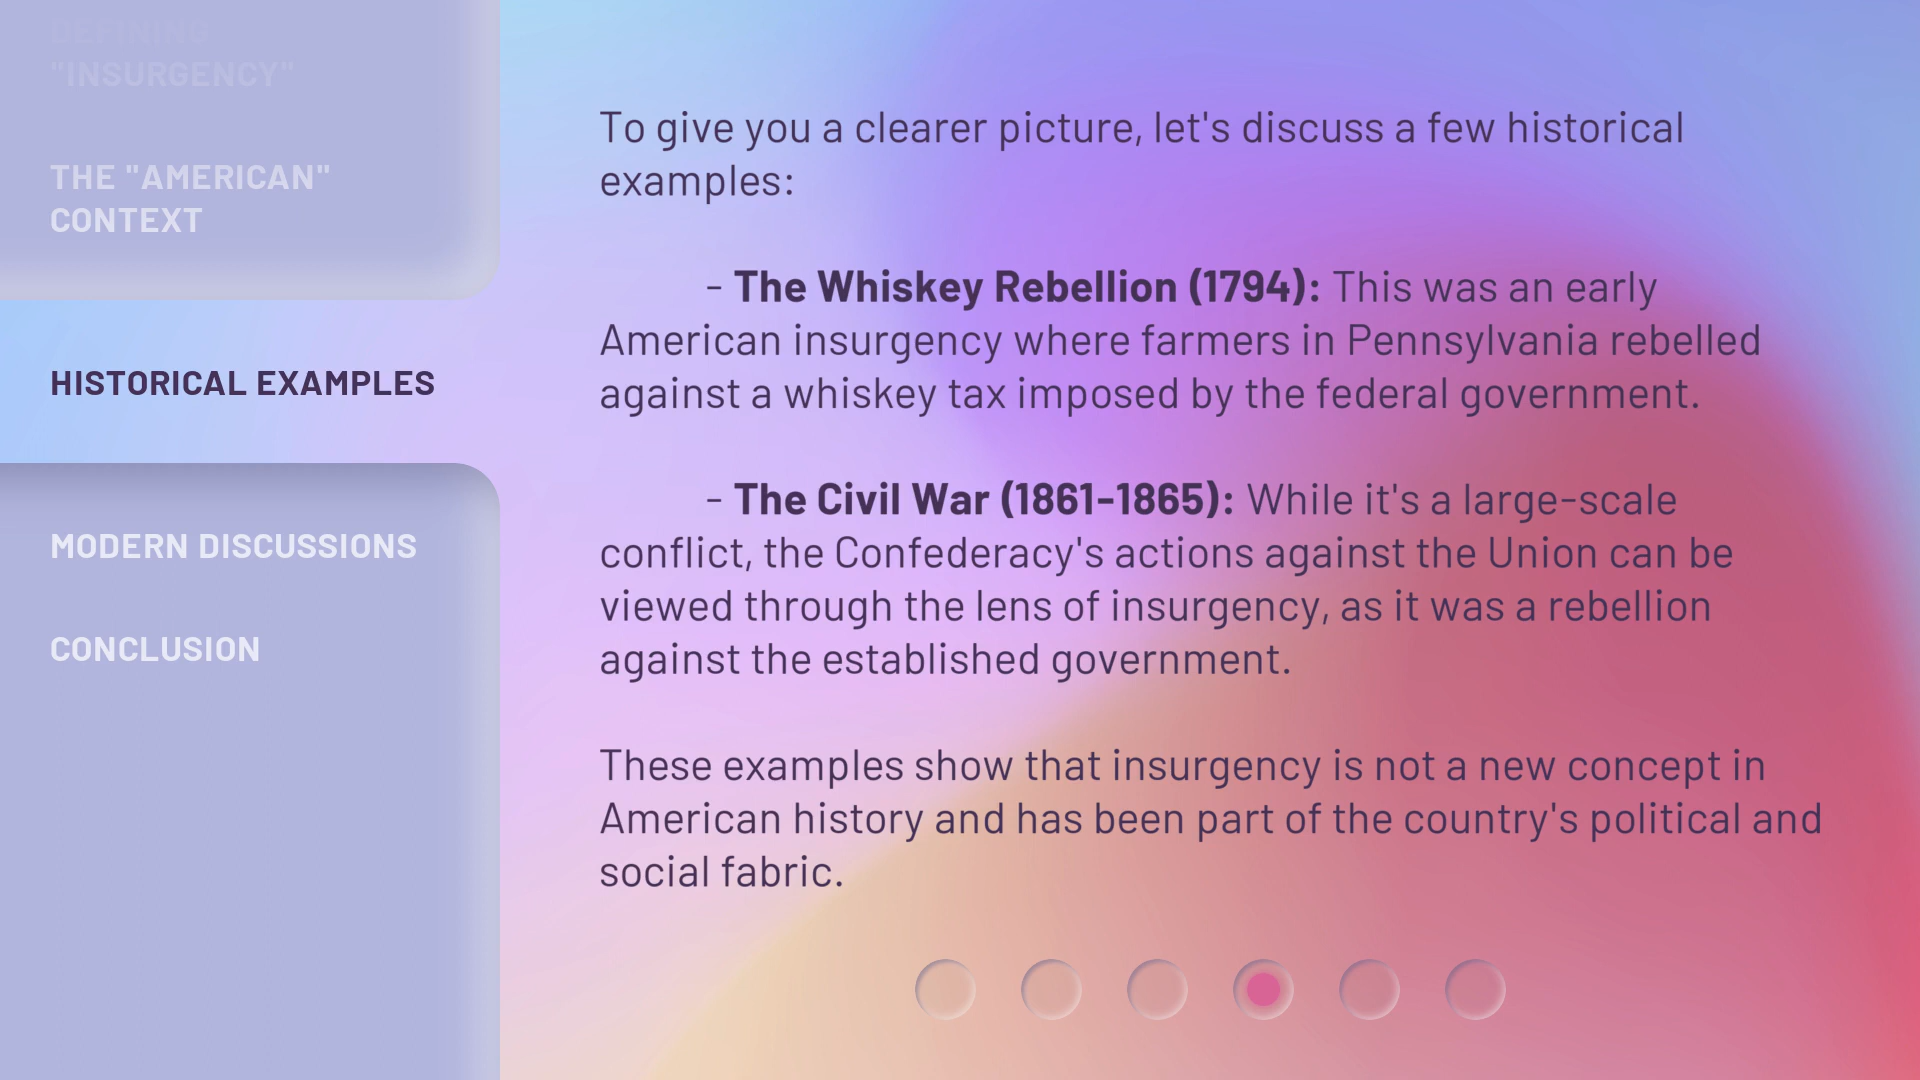 DEFINING
"INSURGENCY"
THE "AMERICAN"
CONTEXT
HISTORICAL EXAMPLES
MODERN DISCUSSIONS
CONCLUSION
To give you a clearer picture, let's discuss a few historical
examples:
- The Whiskey Rebellion (1794): This was an early
American insurgency where farmers in Pennsylvania rebelled
against a whiskey tax imposed by the federal government.
- The Civil War (1861-1865): While it's a large-scale
conflict, the Confederacy's actions against the Union can be
viewed through the lens of insurgency, as it was a rebellion
against the established government.
These examples show that insurgency is not a new concept in
American history and has been part of the country's political and
social fabric.